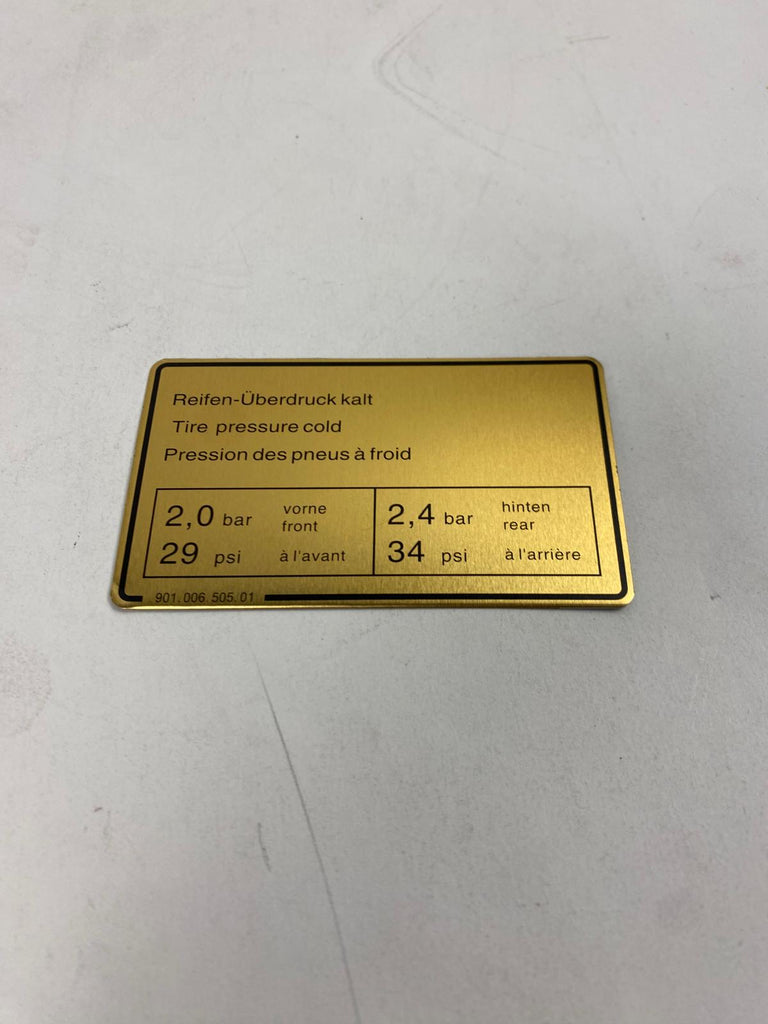 Reifen-Überdruck kalt
Tire pressure cold
Pression des pneus à froid
2,0 bar vorne
front
29 psi à l'avant
2,4 bar hinten
rear
34 psi à l'arrière
901.006.505.01